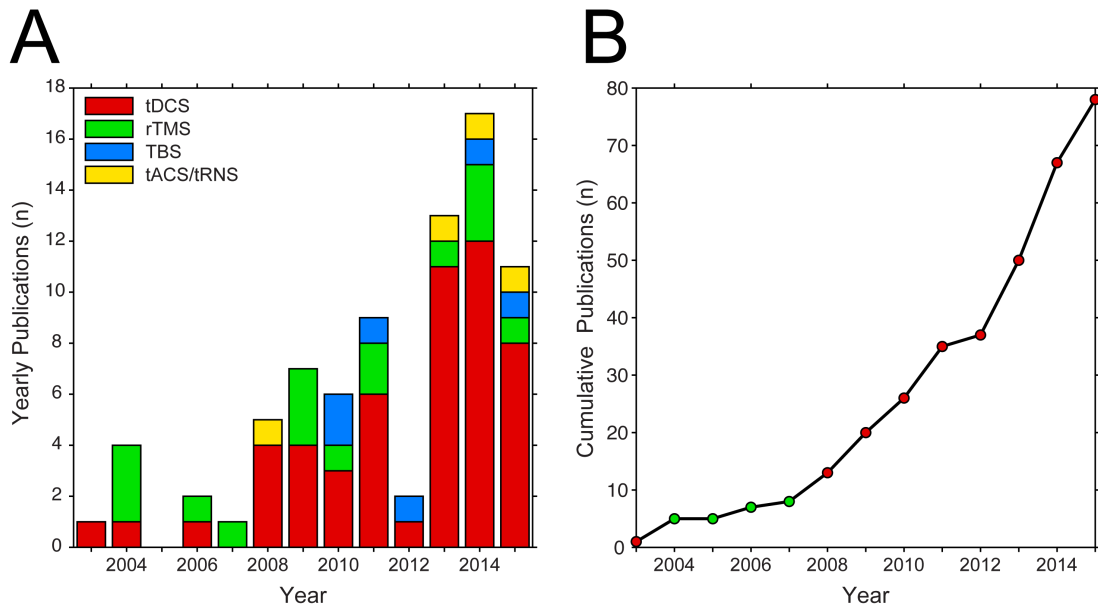 A
B
18
16
14
12
10
8
6
4
2
0
Yearly Publications (n)
tDCS
rTMS
TBS
tACS/tRNS
2004 2006 2008 2010 2012 2014
Year
80
70
60
50
40
30
20
10
0
Cumulative Publications (n)
2004 2006 2008 2010 2012 2014
Year